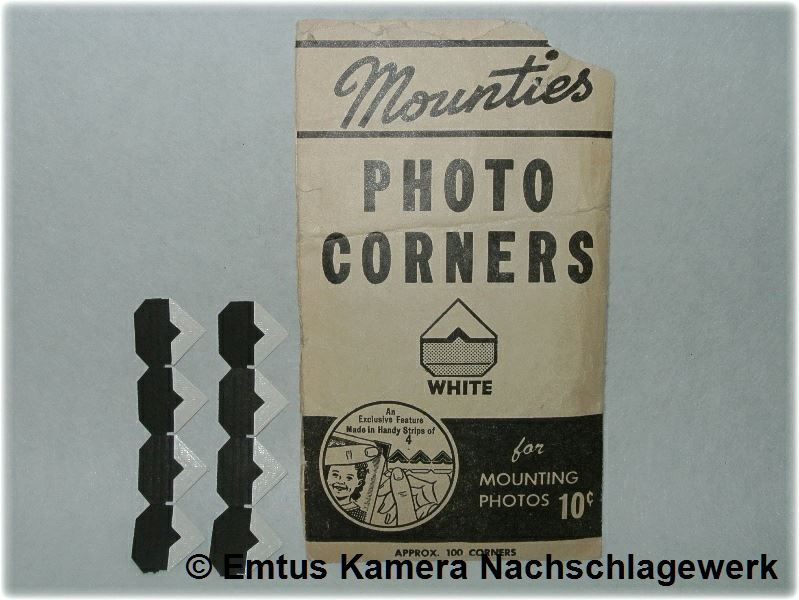 Mounties
PHOTO
CORNERS
WHITE
An
Exclusive Feature
Made in Handy Strips of
4
for
MOUNTING
PHOTOS 10¢
APPROX. 100 CORNERS
© Emtus Kamera Nachschlagewerk